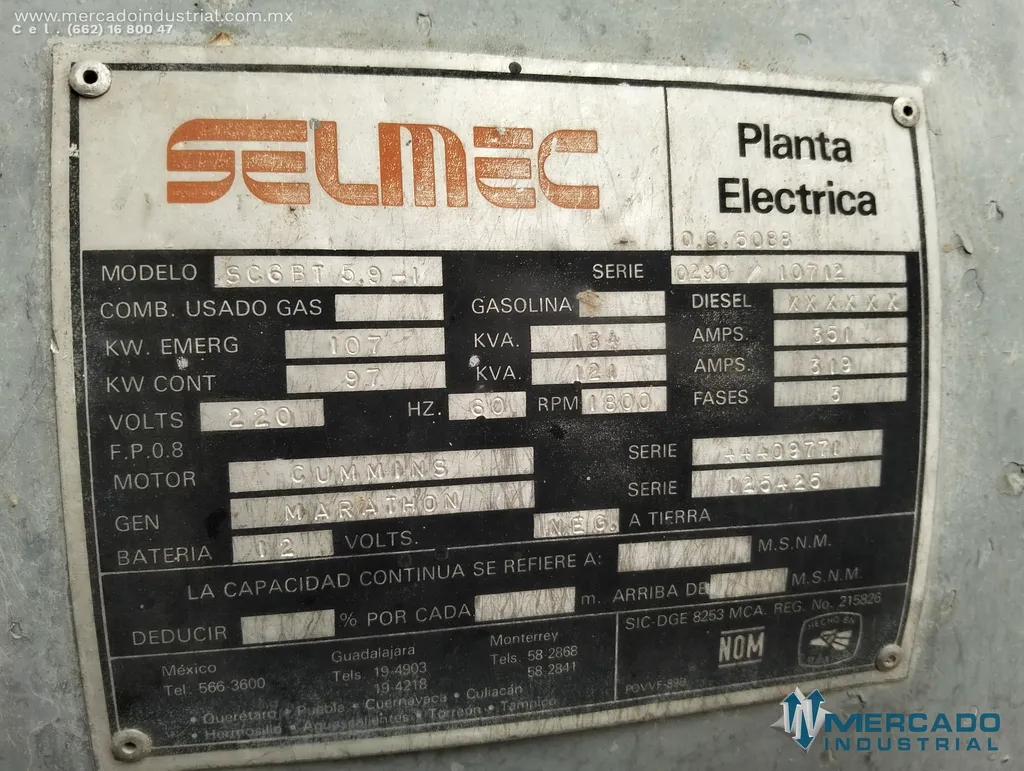 www.mercadoindustrial.com.mx
Cel. (662) 16 800 47
SELMEC
Planta
Electrica
O.C. 5088
MODELO SC6BT 5.9-1 SERIE 0290 / 10712
COMB. USADO GAS GASOLINA DIESEL XXXXXX
KW. EMERG 107 KVA. 134 AMPS. 351
KW CONT 97 KVA. 121 AMPS. 319
VOLTS 220 HZ. 60 RPM 1800 FASES 3
F.P.0.8
MOTOR CUMMINS SERIE 44409771
GEN MARATHON SERIE 125425
BATERIA 12 VOLTS. NEG. A TIERRA
LA CAPACIDAD CONTINUA SE REFIERE A: M.S.N.M.
DEDUCIR % POR CADA m. ARRIBA DE M.S.N.M.
SIC-DGE 8253 MCA. REG. No. 215826
México
Tel. 566-3600
Guadalajara
Tels. 19-4903
19-4218
Monterrey
Tels. 58-2868
58-2841
• Querétaro • Puebla • Cuernavaca • Culiacán
• Hermosillo • Aguascalientes • Torreón • Tampico
NOM
HECHO EN
MERCADO
INDUSTRIAL